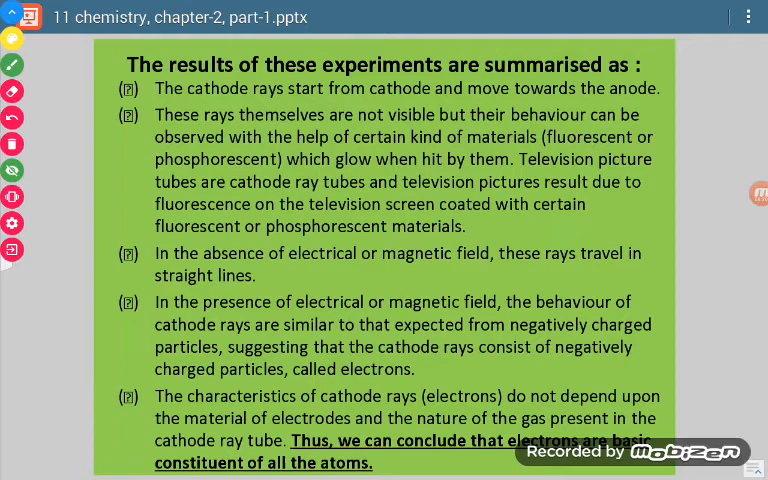 11 chemistry, chapter-2, part-1.pptx
The results of these experiments are summarised as :
(?) The cathode rays start from cathode and move towards the anode.
(?) These rays themselves are not visible but their behaviour can be
observed with the help of certain kind of materials (fluorescent or
phosphorescent) which glow when hit by them. Television picture
tubes are cathode ray tubes and television pictures result due to
fluorescence on the television screen coated with certain
fluorescent or phosphorescent materials.
(?) In the absence of electrical or magnetic field, these rays travel in
straight lines.
(?) In the presence of electrical or magnetic field, the behaviour of
cathode rays are similar to that expected from negatively charged
particles, suggesting that the cathode rays consist of negatively
charged particles, called electrons.
(?) The characteristics of cathode rays (electrons) do not depend upon
the material of electrodes and the nature of the gas present in the
cathode ray tube. Thus, we can conclude that electrons are basic
constituent of all the atoms.
Recorded by mobizen